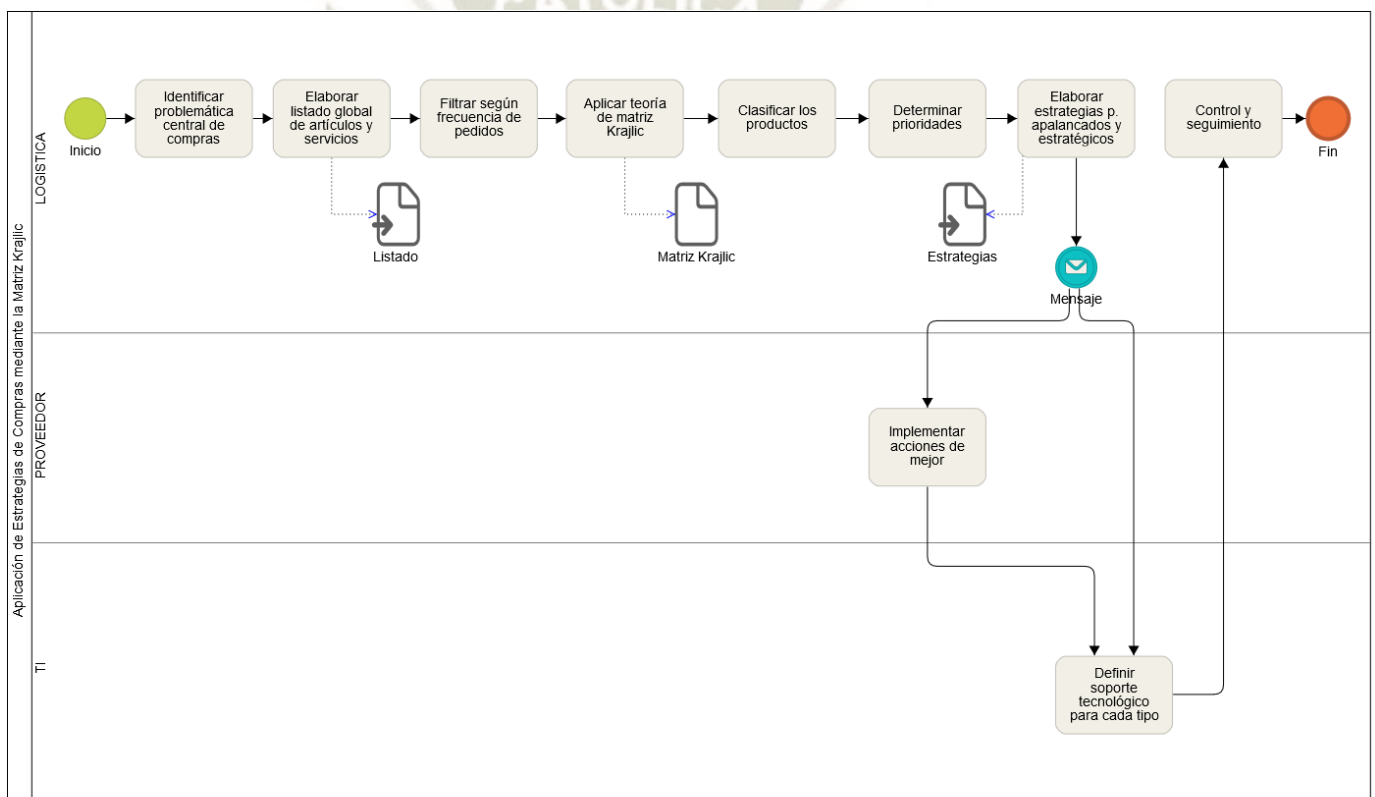 Aplicación de Estrategias de Compras mediante la Matriz Krajlic
LOGISTICA
Inicio
Identificar
problemática
central de
compras
Elaborar
listado global
de artículos y
servicios
Filtrar según
frecuencia de
pedidos
Aplicar teoría
de matriz
Krajlic
Clasificar los
productos
Determinar
prioridades
Elaborar
estrategias p.
apalancados y
estratégicos
Control y
seguimiento
Fin
Listado
Matriz Krajlic
Estrategias
Mensaje
PROVEEDOR
Implementar
acciones de
mejor
TI
Definir
soporte
tecnológico
para cada tipo